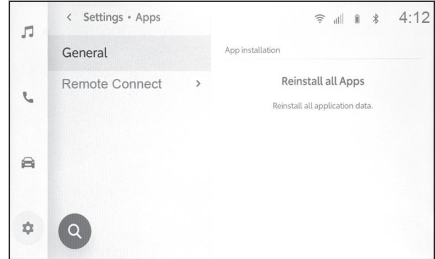 Settings • Apps
4:12
General
App installation
Remote Connect
Reinstall all Apps
Reinstall all application data.